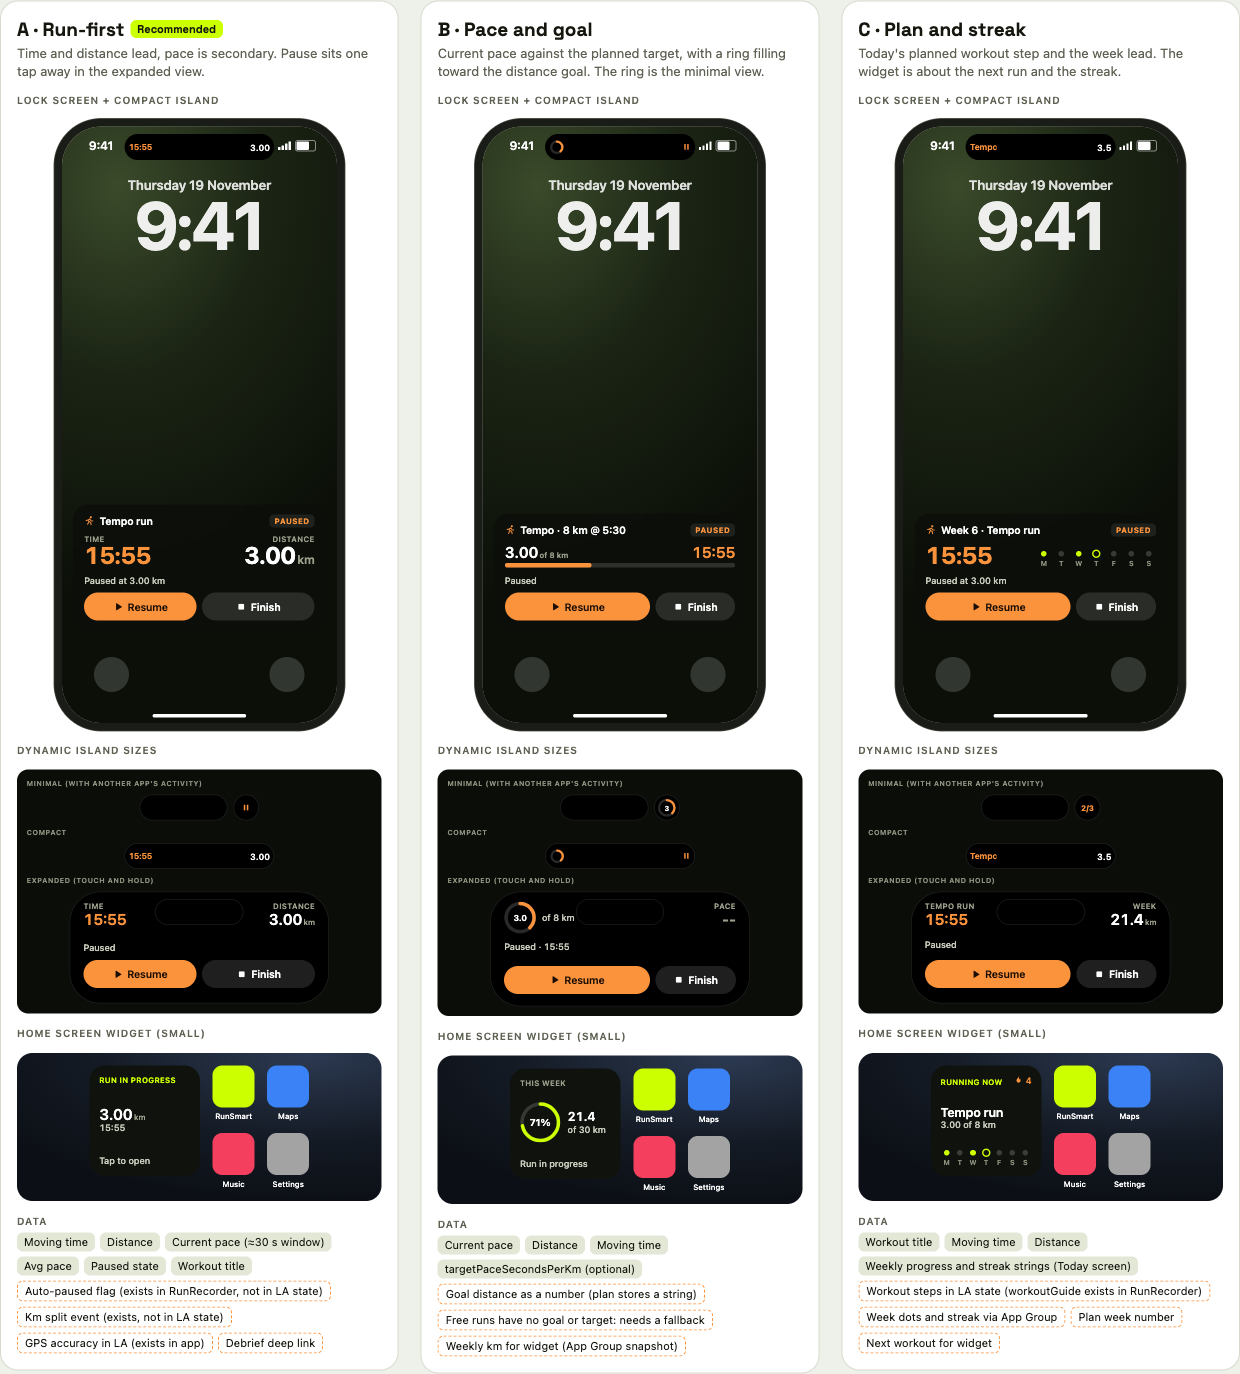 A · Run-first Recommended
Time and distance lead, pace is secondary. Pause sits one
tap away in the expanded view.
LOCK SCREEN + COMPACT ISLAND
9:41 15:55 3.00
Thursday 19 November
9:41
Tempo run PAUSED
TIME DISTANCE
15:55 3.00 km
Paused at 3.00 km
Resume Finish
DYNAMIC ISLAND SIZES
MINIMAL (WITH ANOTHER APP'S ACTIVITY)
COMPACT
15:55 3.00
EXPANDED (TOUCH AND HOLD)
TIME DISTANCE
15:55 3.00 km
Paused
Resume Finish
HOME SCREEN WIDGET (SMALL)
RUN IN PROGRESS
3.00 km
15:55
Tap to open
RunSmart Maps
Music Settings
DATA
Moving time Distance Current pace (≈30 s window)
Avg pace Paused state Workout title
Auto-paused flag (exists in RunRecorder, not in LA state)
Km split event (exists, not in LA state)
GPS accuracy in LA (exists in app) Debrief deep link
B · Pace and goal
Current pace against the planned target, with a ring filling
toward the distance goal. The ring is the minimal view.
LOCK SCREEN + COMPACT ISLAND
9:41
Thursday 19 November
9:41
Tempo · 8 km @ 5:30 PAUSED
3.00 of 8 km 15:55
Paused
Resume Finish
DYNAMIC ISLAND SIZES
MINIMAL (WITH ANOTHER APP'S ACTIVITY)
3
COMPACT
EXPANDED (TOUCH AND HOLD)
3.0 of 8 km PACE
--
Paused · 15:55
Resume Finish
HOME SCREEN WIDGET (SMALL)
THIS WEEK
71% 21.4
of 30 km
Run in progress
RunSmart Maps
Music Settings
DATA
Current pace Distance Moving time
targetPaceSecondsPerKm (optional)
Goal distance as a number (plan stores a string)
Free runs have no goal or target: needs a fallback
Weekly km for widget (App Group snapshot)
C · Plan and streak
Today's planned workout step and the week lead. The
widget is about the next run and the streak.
LOCK SCREEN + COMPACT ISLAND
9:41 Tempc 3.5
Thursday 19 November
9:41
Week 6 · Tempo run PAUSED
15:55
M T W T F S S
Paused at 3.00 km
Resume Finish
DYNAMIC ISLAND SIZES
MINIMAL (WITH ANOTHER APP'S ACTIVITY)
2/3
COMPACT
Tempc 3.5
EXPANDED (TOUCH AND HOLD)
TEMPO RUN WEEK
15:55 21.4 km
Paused
Resume Finish
HOME SCREEN WIDGET (SMALL)
RUNNING NOW 4
Tempo run
3.00 of 8 km
M T W T F S S
RunSmart Maps
Music Settings
DATA
Workout title Moving time Distance
Weekly progress and streak strings (Today screen)
Workout steps in LA state (workoutGuide exists in RunRecorder)
Week dots and streak via App Group Plan week number
Next workout for widget